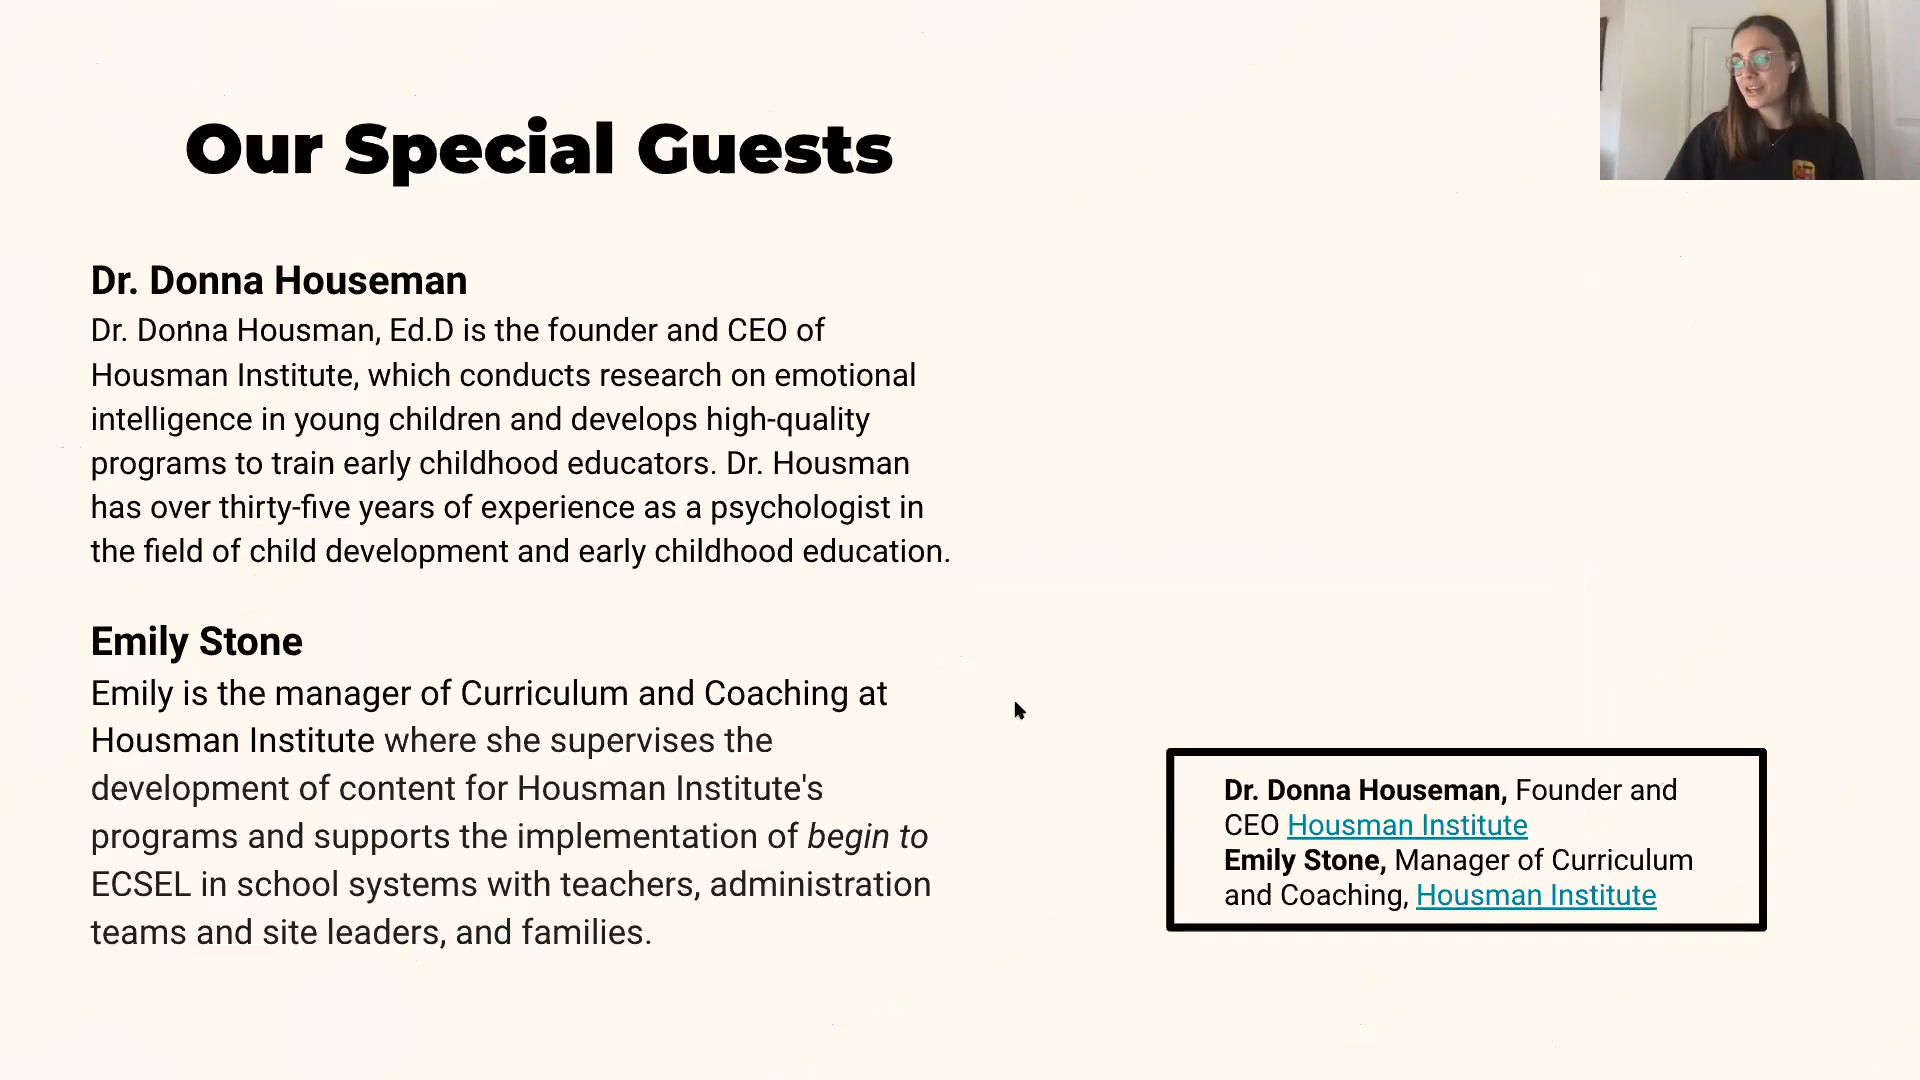 Our Special Guests
Dr. Donna Houseman
Dr. Donna Housman, Ed.D is the founder and CEO of
Housman Institute, which conducts research on emotional
intelligence in young children and develops high-quality
programs to train early childhood educators. Dr. Housman
has over thirty-five years of experience as a psychologist in
the field of child development and early childhood education.
Emily Stone
Emily is the manager of Curriculum and Coaching at
Housman Institute where she supervises the
development of content for Housman Institute's
programs and supports the implementation of begin to
ECSEL in school systems with teachers, administration
teams and site leaders, and families.
Dr. Donna Houseman, Founder and
CEO Housman Institute
Emily Stone, Manager of Curriculum
and Coaching, Housman Institute